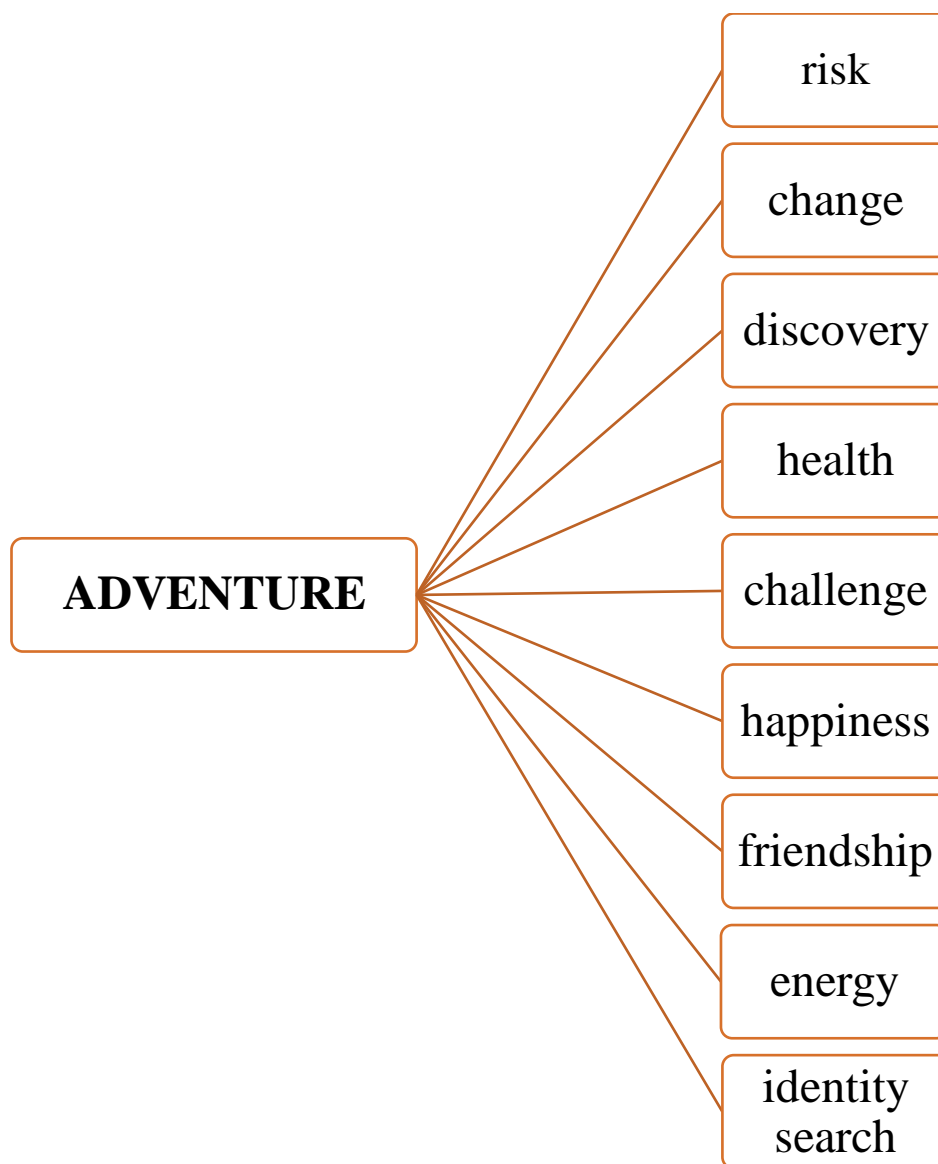 risk
change
discovery
health
ADVENTURE
challenge
happiness
friendship
energy
identity
search